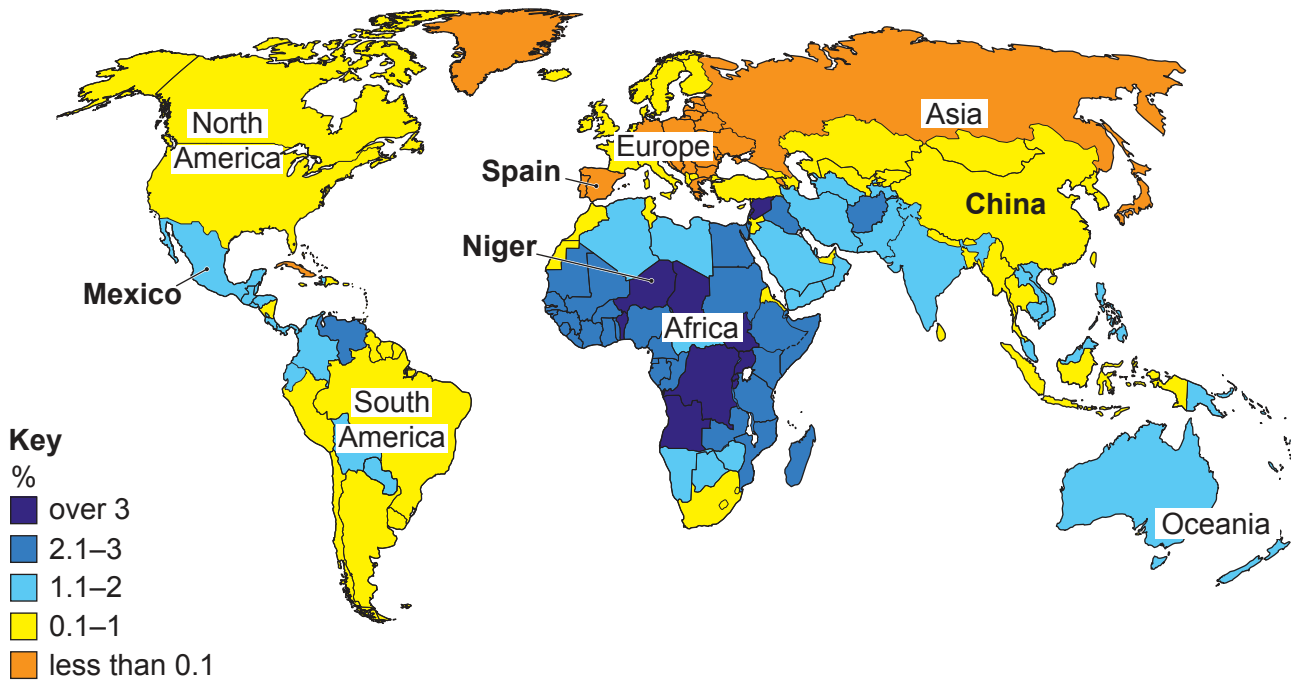 North
America
Europe
Asia
Spain
China
Niger
Mexico
Africa
South
America
Oceania
Key
%
over 3
2.1–3
1.1–2
0.1–1
less than 0.1